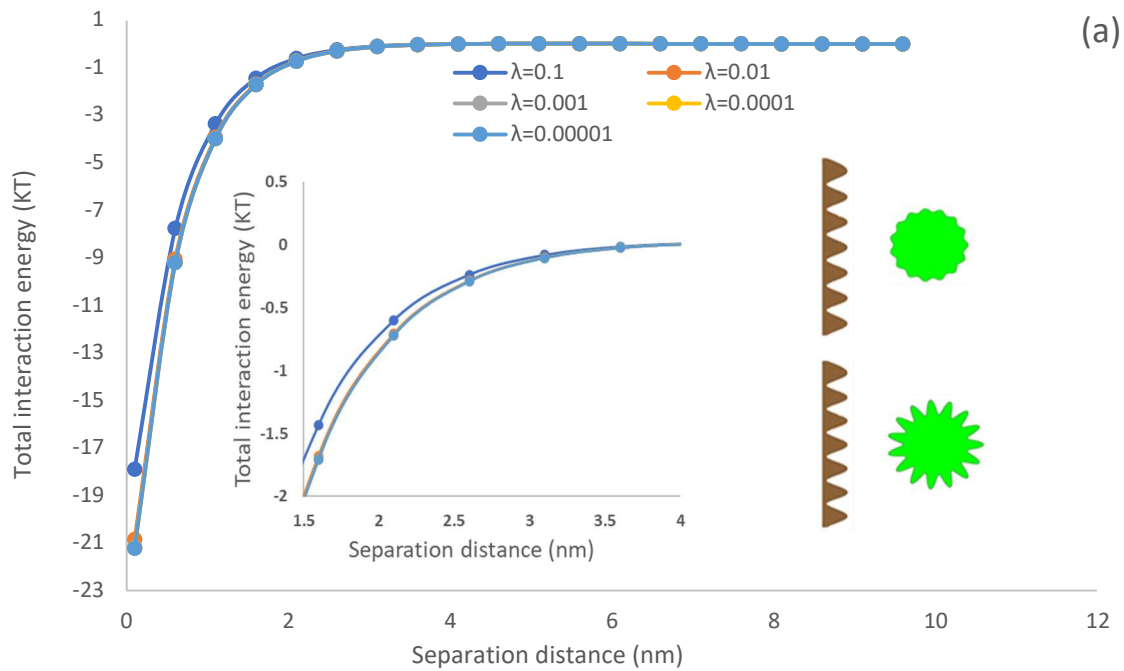 (a)
Total interaction energy (KT)
1
-1
-3
-5
-7
-9
-11
-13
-15
-17
-19
-21
-23
λ=0.1 λ=0.01
λ=0.001 λ=0.0001
λ=0.00001
Total interaction energy (KT)
0.5
0
-0.5
-1
-1.5
-2
1.5 2 2.5 3 3.5 4
Separation distance (nm)
0 2 4 6 8 10 12
Separation distance (nm)